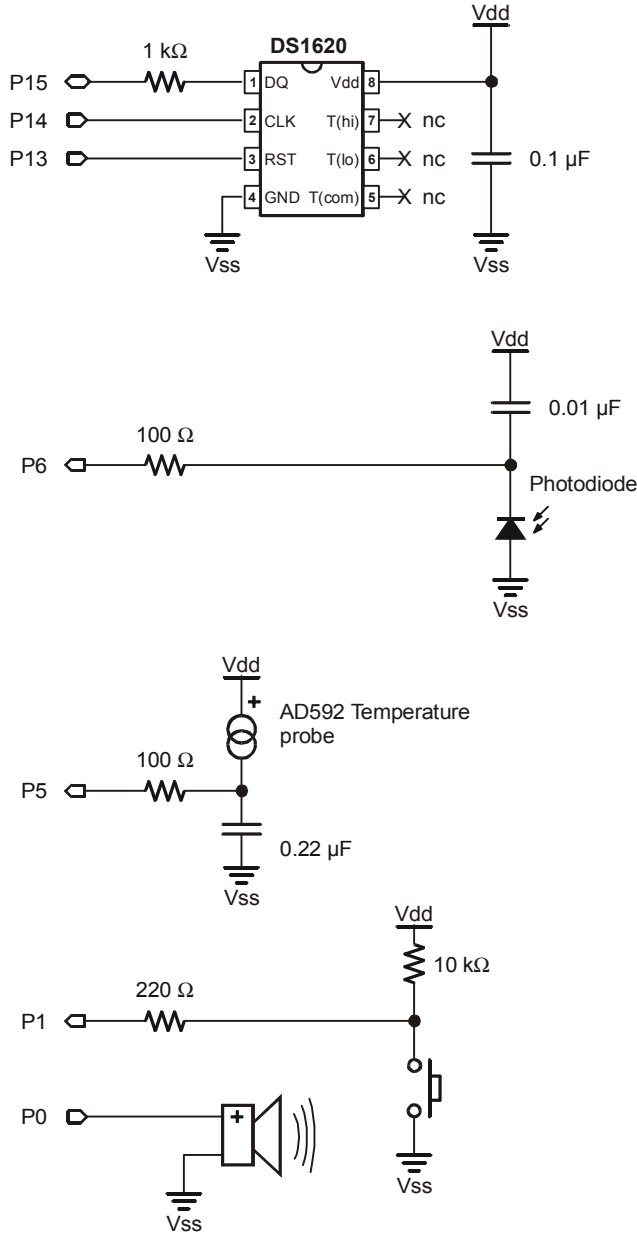 Vdd
DS1620
1 kΩ
P15
1 DQ Vdd 8
P14
2 CLK T(hi) 7 X nc
P13
3 RST T(lo) 6 X nc
0.1 µF
4 GND T(com) 5 X nc
Vss
Vss
Vdd
0.01 µF
100 Ω
P6
Photodiode
Vss
Vdd
+
AD592 Temperature
probe
100 Ω
P5
0.22 µF
Vss
Vdd
10 kΩ
220 Ω
P1
P0
+
Vss
Vss